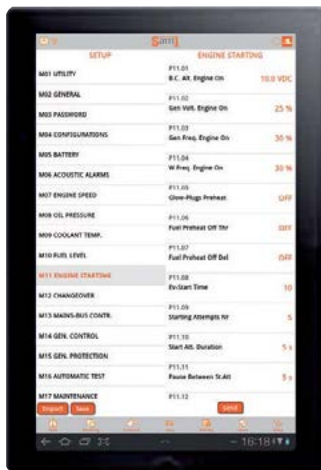 Sam1
SETUP
ENGINE STARTING
M01 UTILITY
M02 GENERAL
M03 PASSWORD
M04 CONFIGURATIONS
M05 BATTERY
M06 ACOUSTIC ALARMS
M07 ENGINE SPEED
M08 OIL PRESSURE
M09 COOLANT TEMP.
M10 FUEL LEVEL
M11 ENGINE STARTING
M12 CHANGEOVER
M13 MAINS-BUS CONTR.
M14 GEN. CONTROL
M15 GEN. PROTECTION
M16 AUTOMATIC TEST
M17 MAINTENANCE
P11.01
B.C. Alt. Engine On 10.0 VDC
P11.02
Gen Volt. Engine On 25 %
P11.03
Gen Freq. Engine On 30 %
P11.04
W Freq. Engine On 30 %
P11.05
Glow-Plugs Preheat OFF
P11.06
Fuel Preheat Off Thr OFF
P11.07
Fuel Preheat Off Del OFF
P11.08
Ev-Start Time 10
P11.09
Starting Attempts Nr 5
P11.10
Start Att. Duration 5 s
P11.11
Pause Between St.Att 5 s
P11.12
Import Save Send
16:18